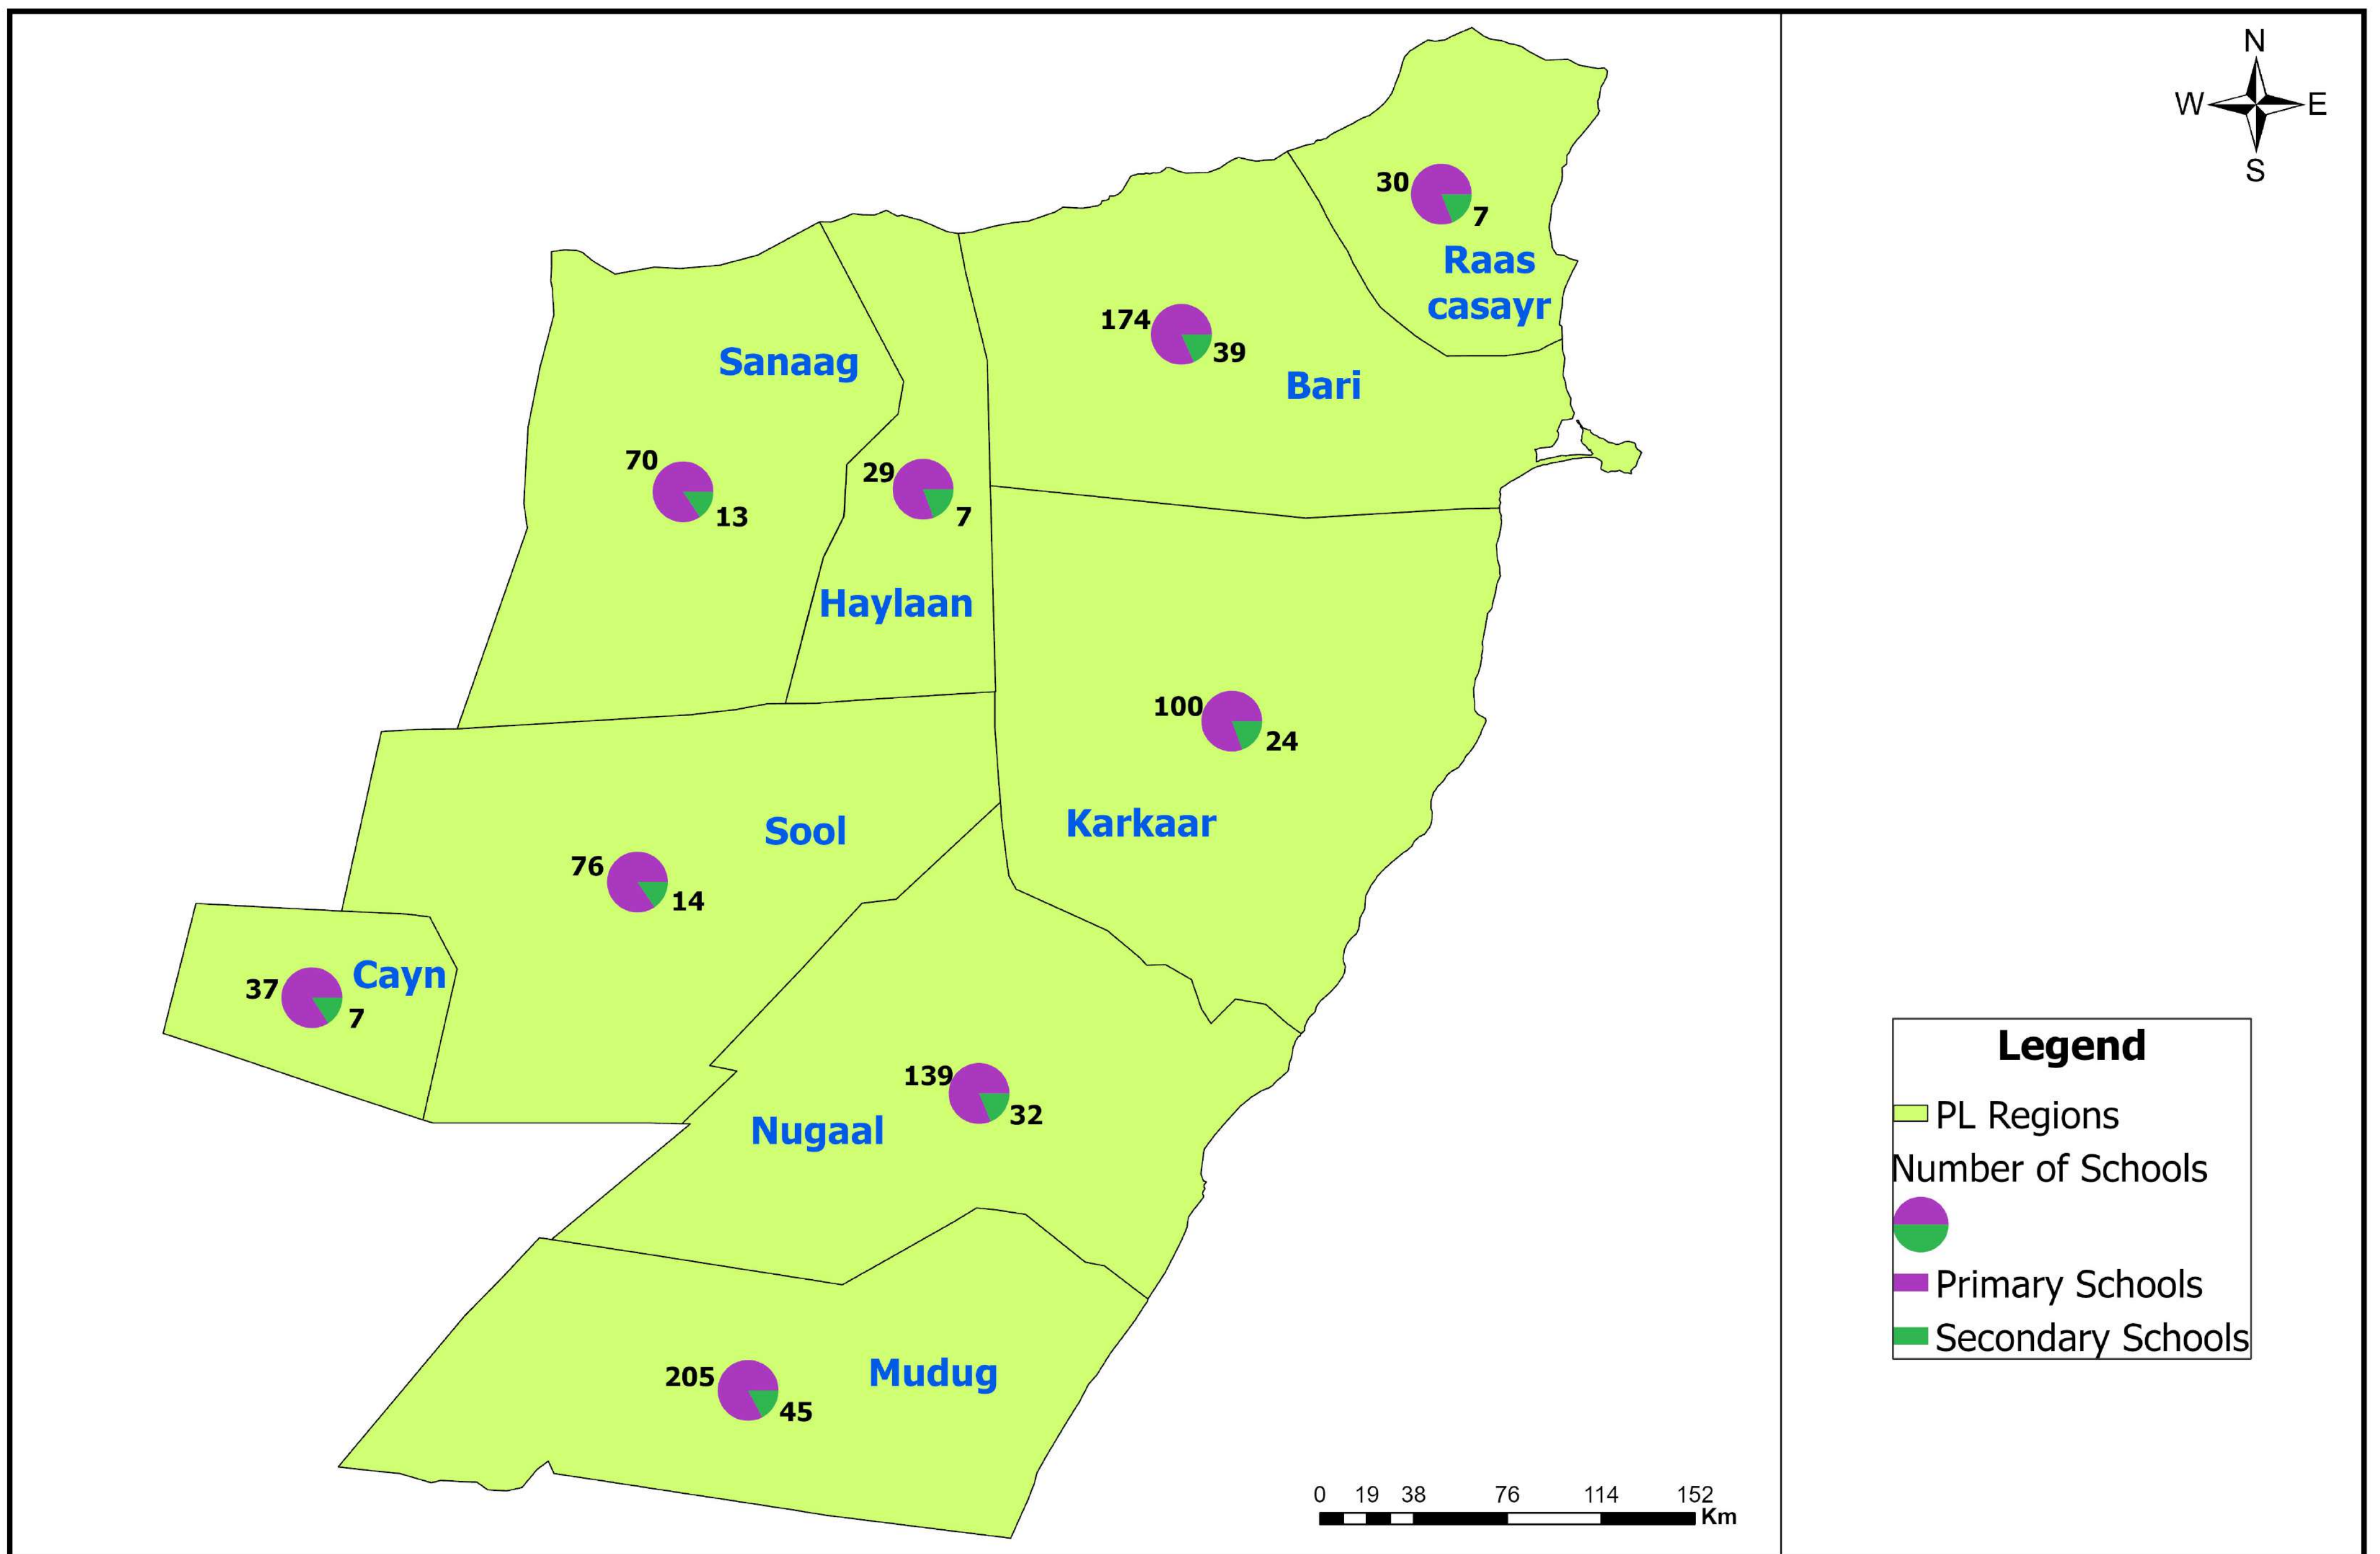 N
W E
S
30
7
Raas
casayr
174
39
Bari
Sanaag
70
13
29
7
Haylaan
100
24
Karkaar
Sool
76
14
Cayn
37
7
139
32
Nugaal
205
45
Mudug
Legend
PL Regions
Number of Schools
Primary Schools
Secondary Schools
0 19 38 76 114 152
Km